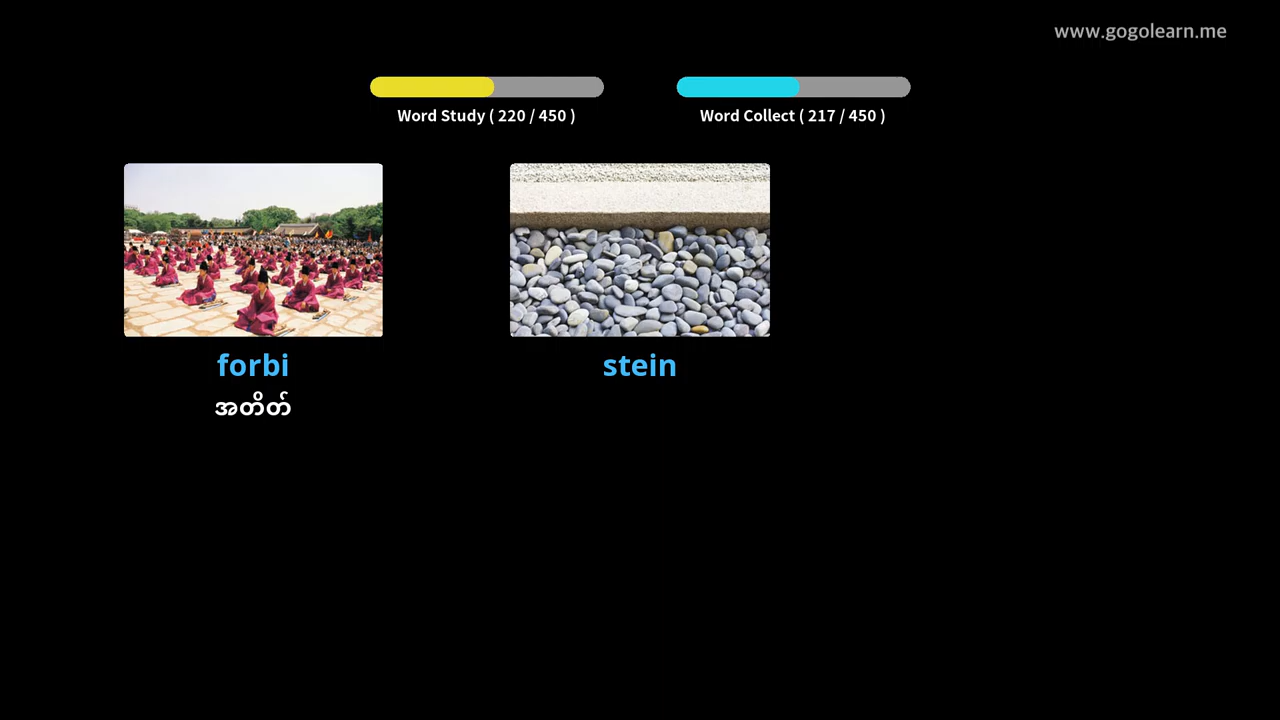 www.gogolearn.me
Word Study ( 220 / 450 )
Word Collect ( 217 / 450 )
forbi
အတိတ်
stein